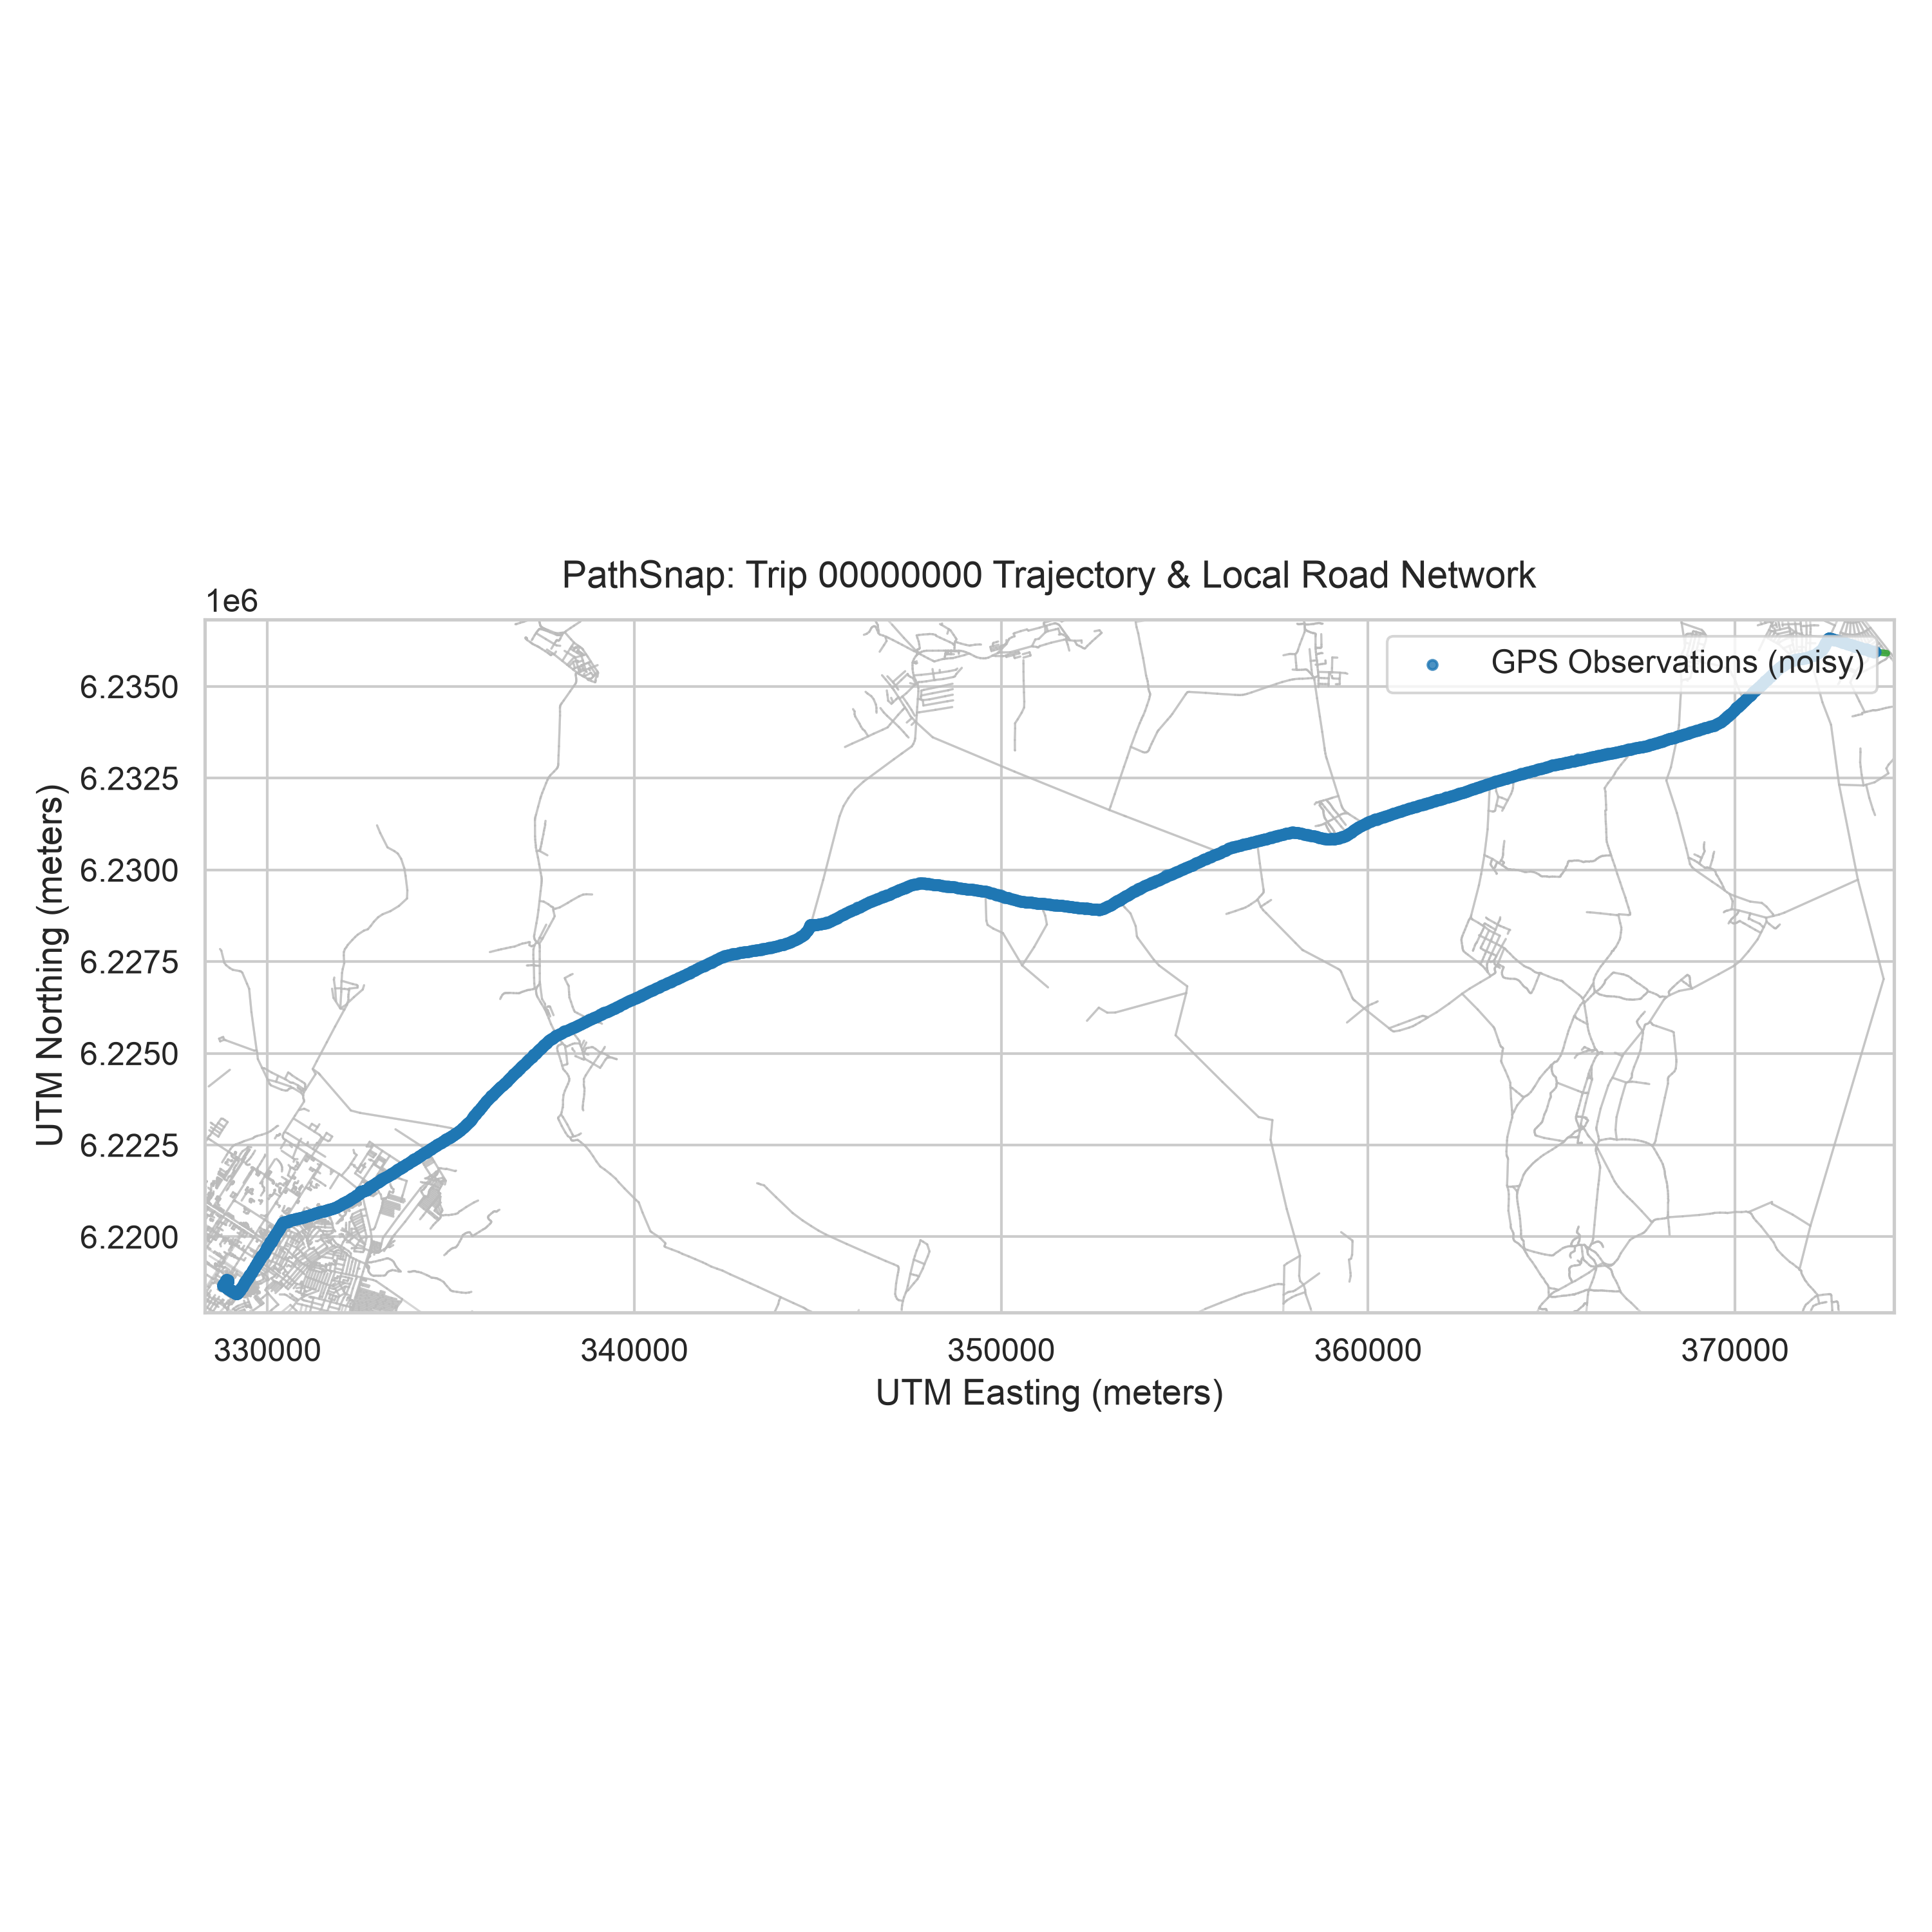 PathSnap: Trip 00000000 Trajectory & Local Road Network
1e6
GPS Observations (noisy)
6.2350
6.2325
6.2300
6.2275
6.2250
6.2225
6.2200
UTM Northing (meters)
330000 340000 350000 360000 370000
UTM Easting (meters)